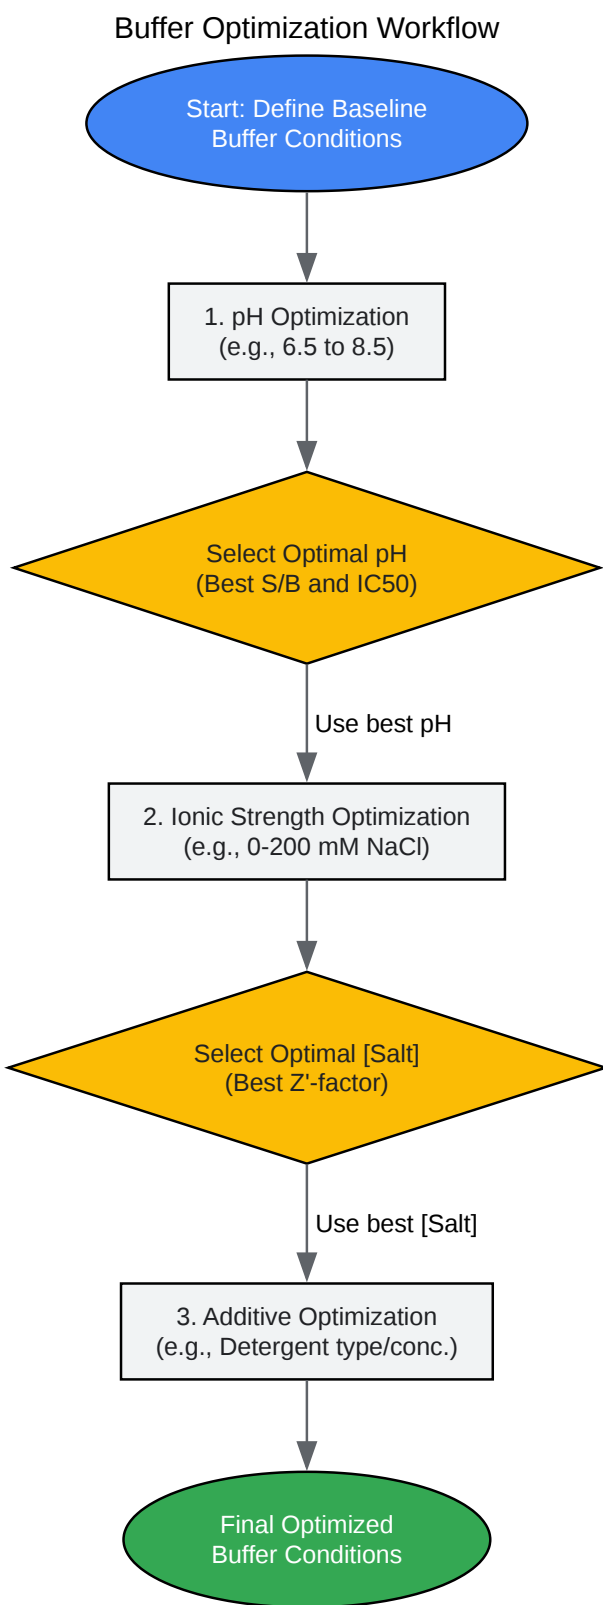 Buffer Optimization Workflow
Start: Define Baseline
Buffer Conditions
1. pH Optimization
(e.g., 6.5 to 8.5)
Select Optimal pH
(Best S/B and IC50)
Use best pH
2. Ionic Strength Optimization
(e.g., 0-200 mM NaCl)
Select Optimal [Salt]
(Best Z'-factor)
Use best [Salt]
3. Additive Optimization
(e.g., Detergent type/conc.)
Final Optimized
Buffer Conditions